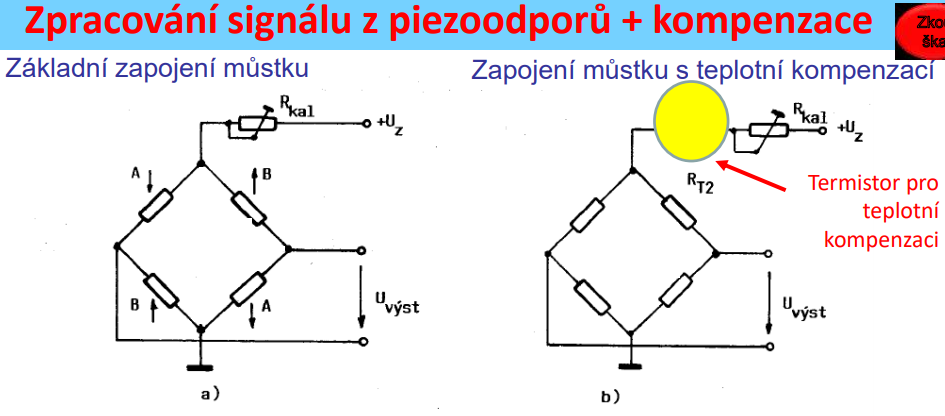 Zpracování signálu z piezoodporů + kompenzace
Základní zapojení můstku
Zapojení můstku s teplotní kompenzací
Rkal
+Uz
A
B
B
A
Uvýst
a)
Rkal
+Uz
RT2
Termistor pro
teplotní
kompenzaci
Uvýst
b)